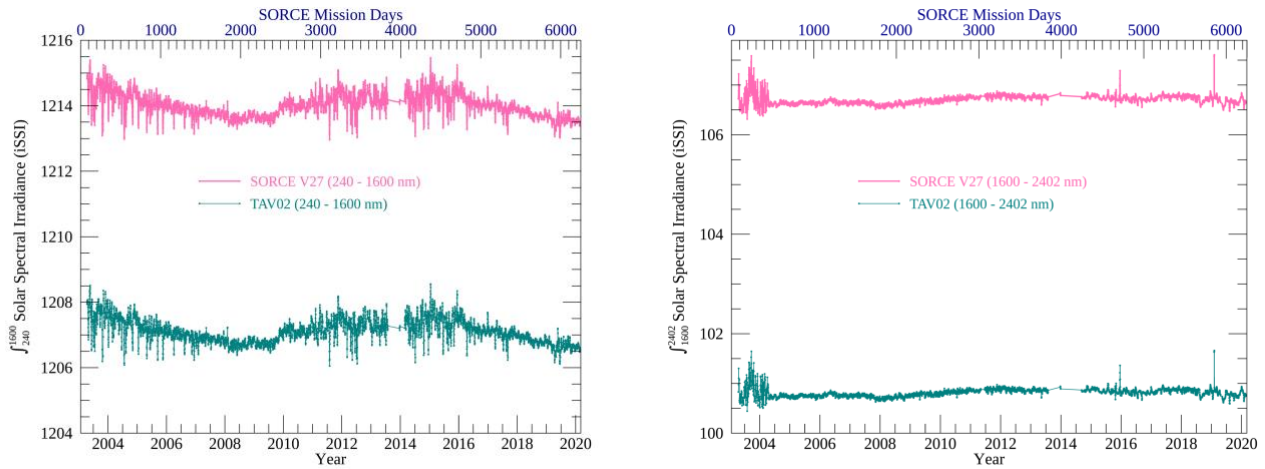 SORCE Mission Days
0 1000 2000 3000 4000 5000 6000
1216
1214
1212
1210
1208
1206
1204
∫₂₄₀¹⁶⁰⁰ Solar Spectral Irradiance (iSSI)
SORCE V27 (240 - 1600 nm)
TAV02 (240 - 1600 nm)
2004 2006 2008 2010 2012 2014 2016 2018 2020
Year
SORCE Mission Days
0 1000 2000 3000 4000 5000 6000
106
104
102
100
∫₁₆₀₀²⁴⁰² Solar Spectral Irradiance (iSSI)
SORCE V27 (1600 - 2402 nm)
TAV02 (1600 - 2402 nm)
2004 2006 2008 2010 2012 2014 2016 2018 2020
Year